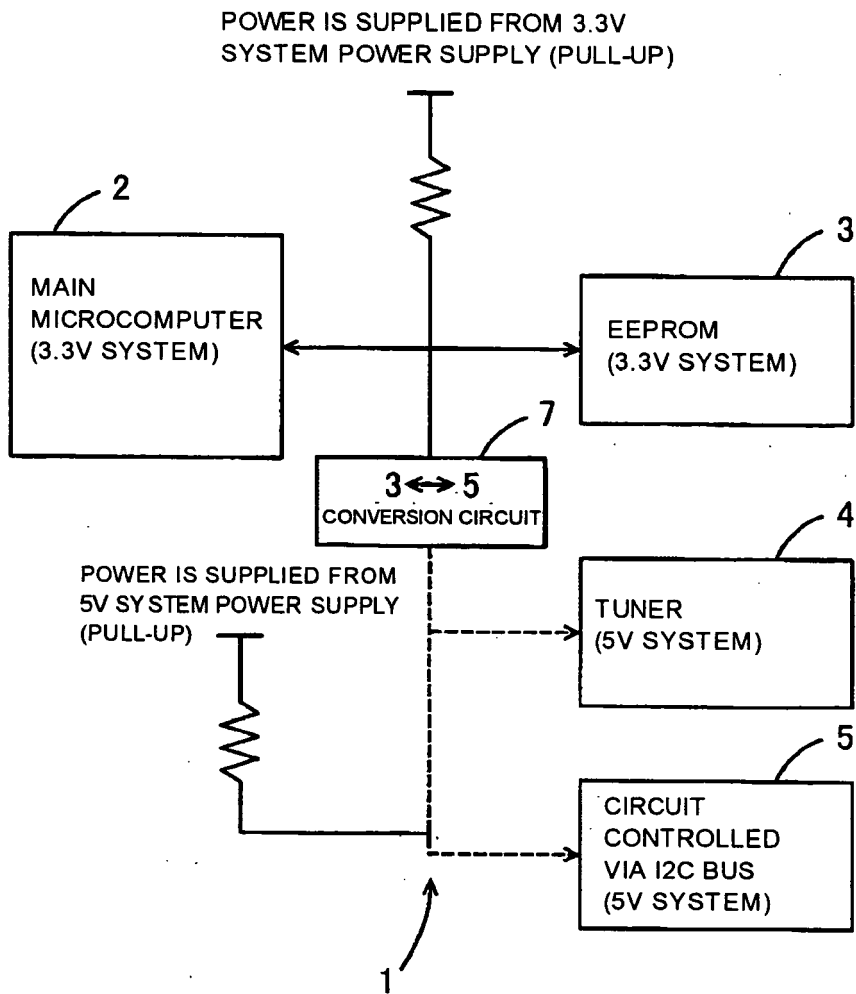 POWER IS SUPPLIED FROM 3.3V
SYSTEM POWER SUPPLY (PULL-UP)
2
MAIN
MICROCOMPUTER
(3.3V SYSTEM)
3
EEPROM
(3.3V SYSTEM)
7
3 ↔ 5
CONVERSION CIRCUIT
4
TUNER
(5V SYSTEM)
POWER IS SUPPLIED FROM
5V SYSTEM POWER SUPPLY
(PULL-UP)
5
CIRCUIT
CONTROLLED
VIA I2C BUS
(5V SYSTEM)
1